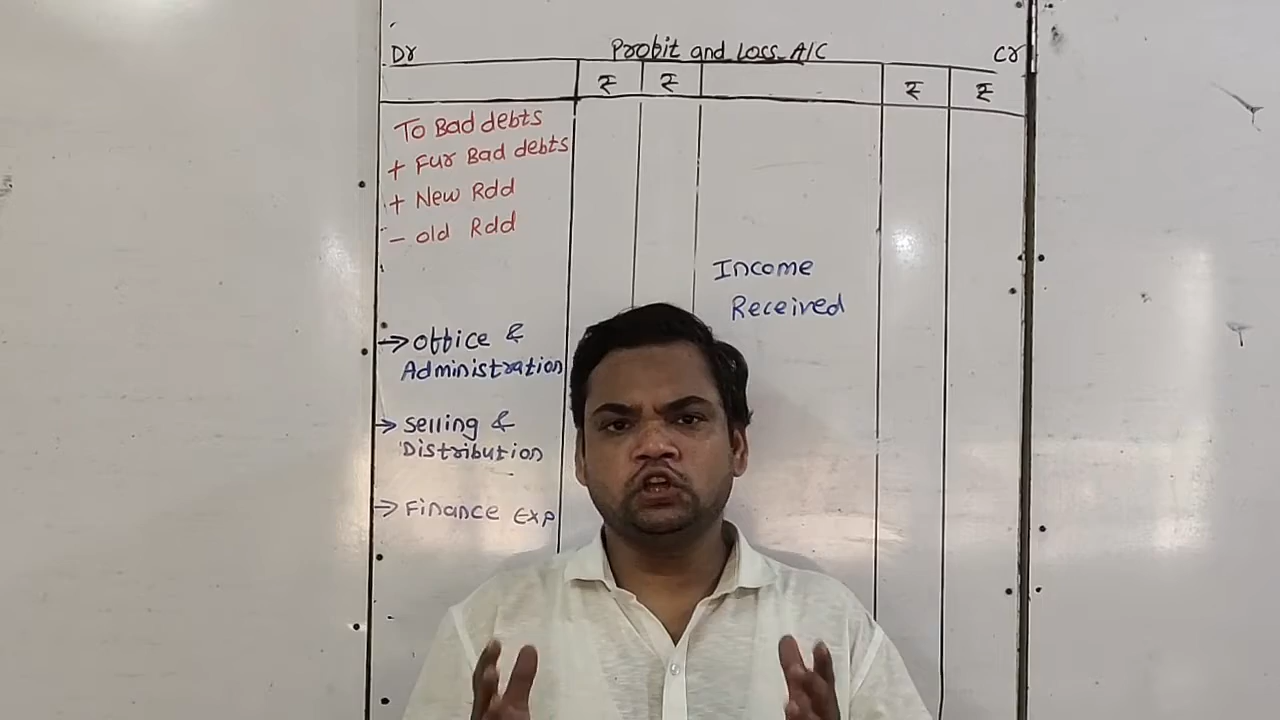 Dr Probit and Loss A/C Cr
₹ ₹ ₹ ₹
To Bad debts
+ Fur Bad debts
+ New Rdd
- old Rdd
Income
Received
→ Obbice &
Administration
→ Selling &
Distribution
→ Finance Exp